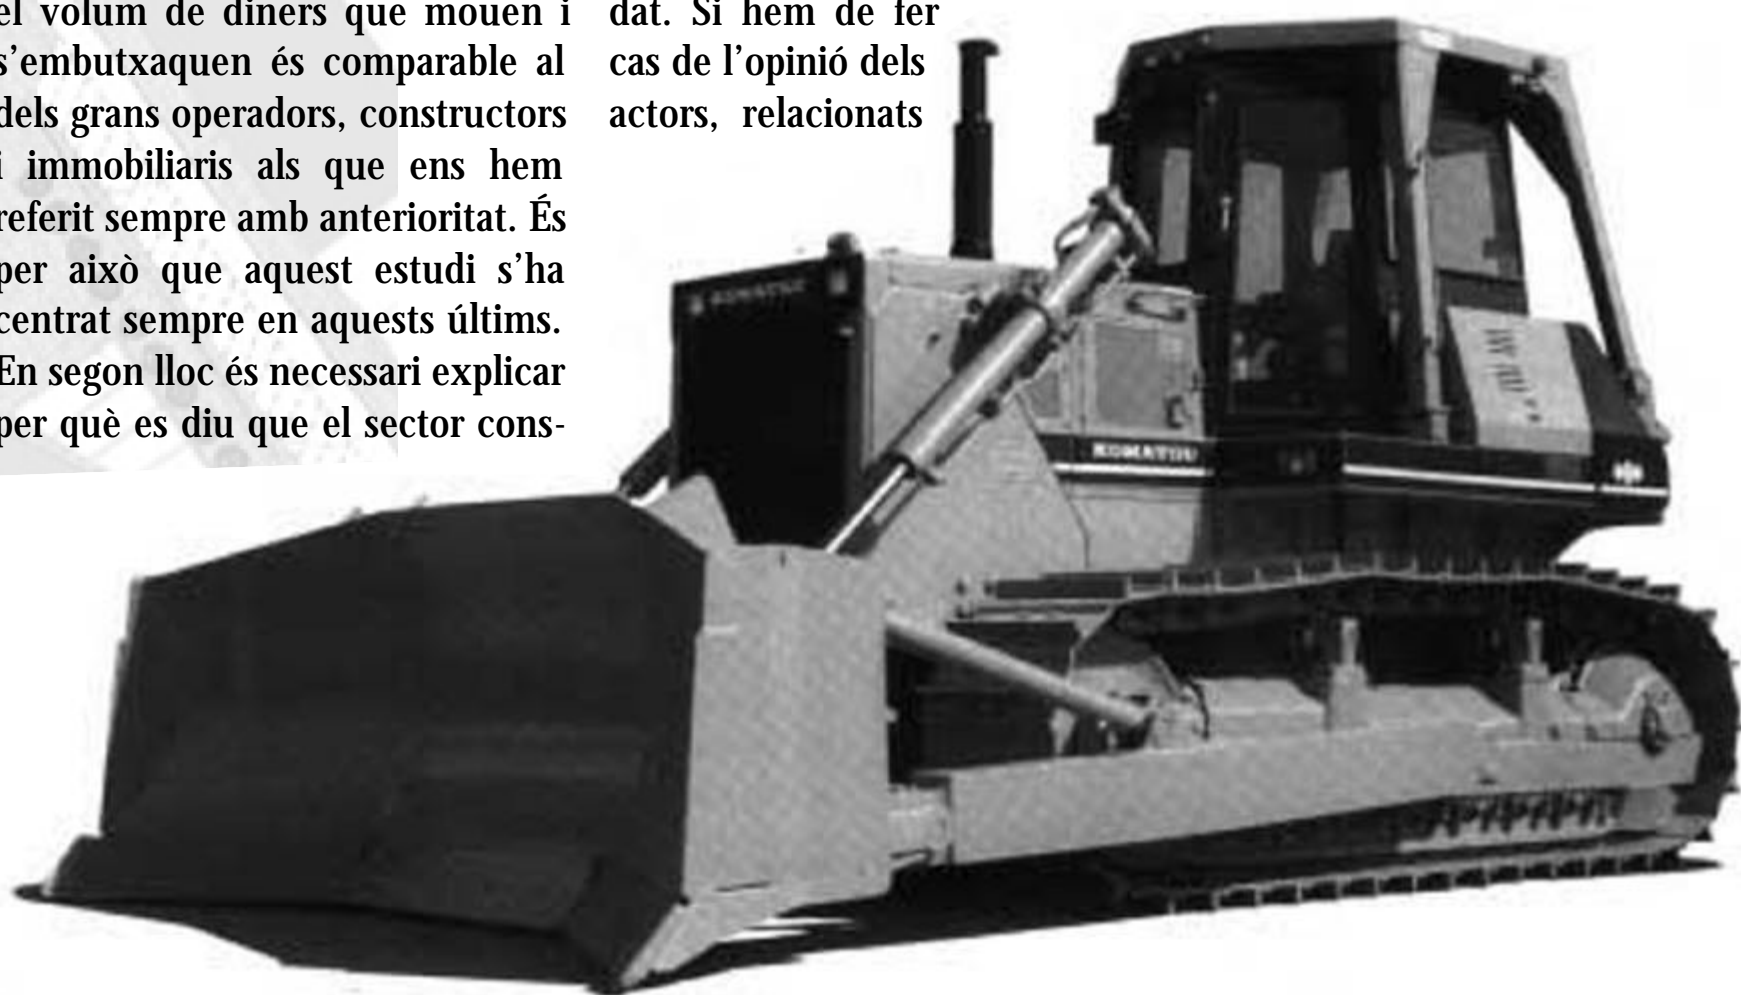 el volum de diners que mouen i
s'embutxaquen és comparable al
dels grans operadors, constructors
i immobiliaris als que ens hem
referit sempre amb anterioritat. És
per això que aquest estudi s'ha
centrat sempre en aquests últims.
En segon lloc és necessari explicar
per què es diu que el sector cons-
dat. Si hem de fer
cas de l'opinió dels
actors, relacionats
KOMATSU
KOMATSU